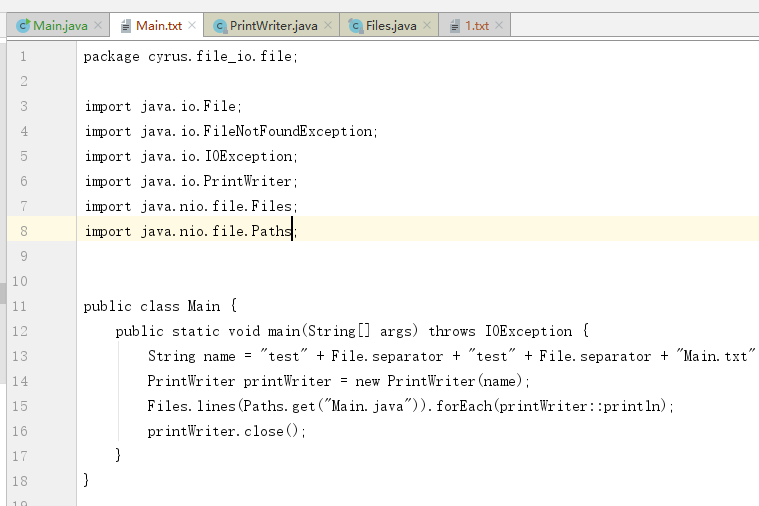 Main.java Main.txt PrintWriter.java Files.java 1.txt
1 package cyrus.file_io.file;
2
3 import java.io.File;
4 import java.io.FileNotFoundException;
5 import java.io.IOException;
6 import java.io.PrintWriter;
7 import java.nio.file.Files;
8 import java.nio.file.Paths;
9
10
11 public class Main {
12 public static void main(String[] args) throws IOException {
13 String name = "test" + File.separator + "test" + File.separator + "Main.txt"
14 PrintWriter printWriter = new PrintWriter(name);
15 Files.lines(Paths.get("Main.java")).forEach(printWriter::println);
16 printWriter.close();
17 }
18 }
19